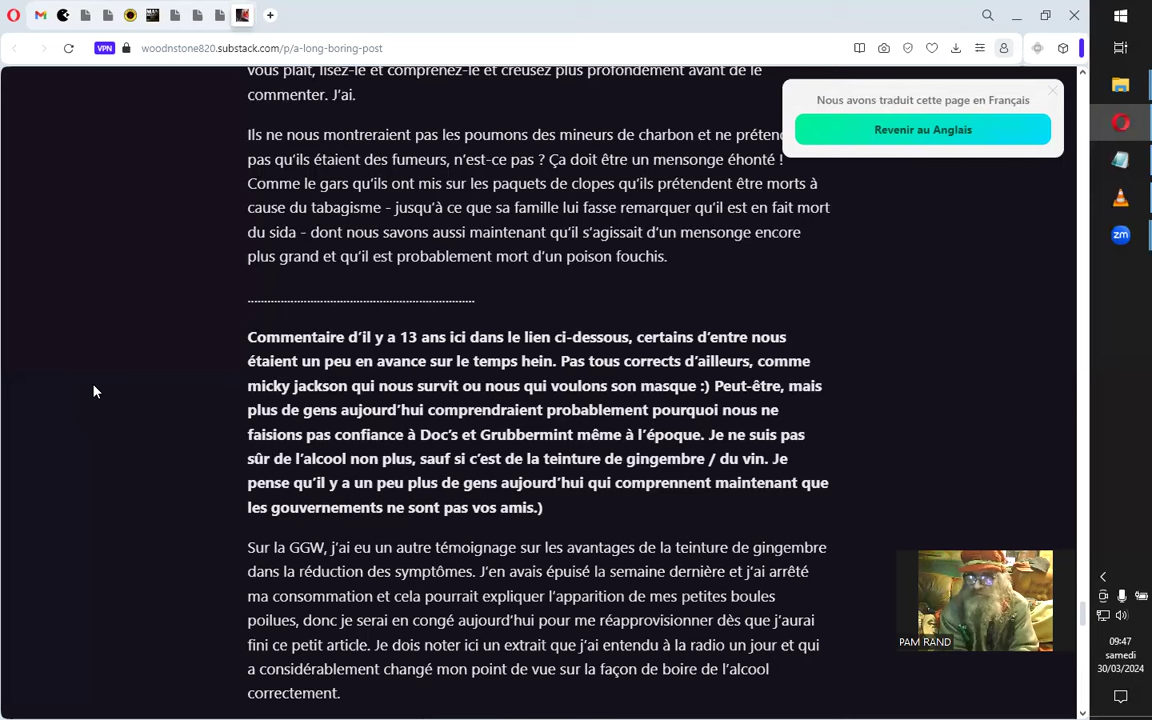 VPN
woodnstone820.substack.com/p/a-long-boring-post
vous plaît, lisez-le et comprenez-le et creusez plus profondément avant de le
commenter. J’ai.
Nous avons traduit cette page en Français
Revenir au Anglais
Ils ne nous montreraient pas les poumons des mineurs de charbon et ne préten
pas qu’ils étaient des fumeurs, n’est-ce pas ? Ça doit être un mensonge éhonté !
Comme le gars qu’ils ont mis sur les paquets de clopes qu’ils prétendent être morts à
cause du tabagisme - jusqu’à ce que sa famille lui fasse remarquer qu’il est en fait mort
du sida - dont nous savons aussi maintenant qu’il s’agissait d’un mensonge encore
plus grand et qu’il est probablement mort d’un poison fouchis.
......................................................................
Commentaire d’il y a 13 ans ici dans le lien ci-dessous, certains d’entre nous
étaient un peu en avance sur le temps hein. Pas tous corrects d’ailleurs, comme
micky jackson qui nous survit ou nous qui voulons son masque :) Peut-être, mais
plus de gens aujourd’hui comprendraient probablement pourquoi nous ne
faisions pas confiance à Doc’s et Grubbermint même à l’époque. Je ne suis pas
sûr de l’alcool non plus, sauf si c’est de la teinture de gingembre / du vin. Je
pense qu’il y a un peu plus de gens aujourd’hui qui comprennent maintenant que
les gouvernements ne sont pas vos amis.)
Sur la GGW, j’ai eu un autre témoignage sur les avantages de la teinture de gingembre
dans la réduction des symptômes. J’en avais épuisé la semaine dernière et j’ai arrêté
ma consommation et cela pourrait expliquer l’apparition de mes petites boules
poilues, donc je serai en congé aujourd’hui pour me réapprovisionner dès que j’aurai
fini ce petit article. Je dois noter ici un extrait que j’ai entendu à la radio un jour et qui
a considérablement changé mon point de vue sur la façon de boire de l’alcool
correctement.
PAM RAND
zm
09:47
samedi
30/03/2024